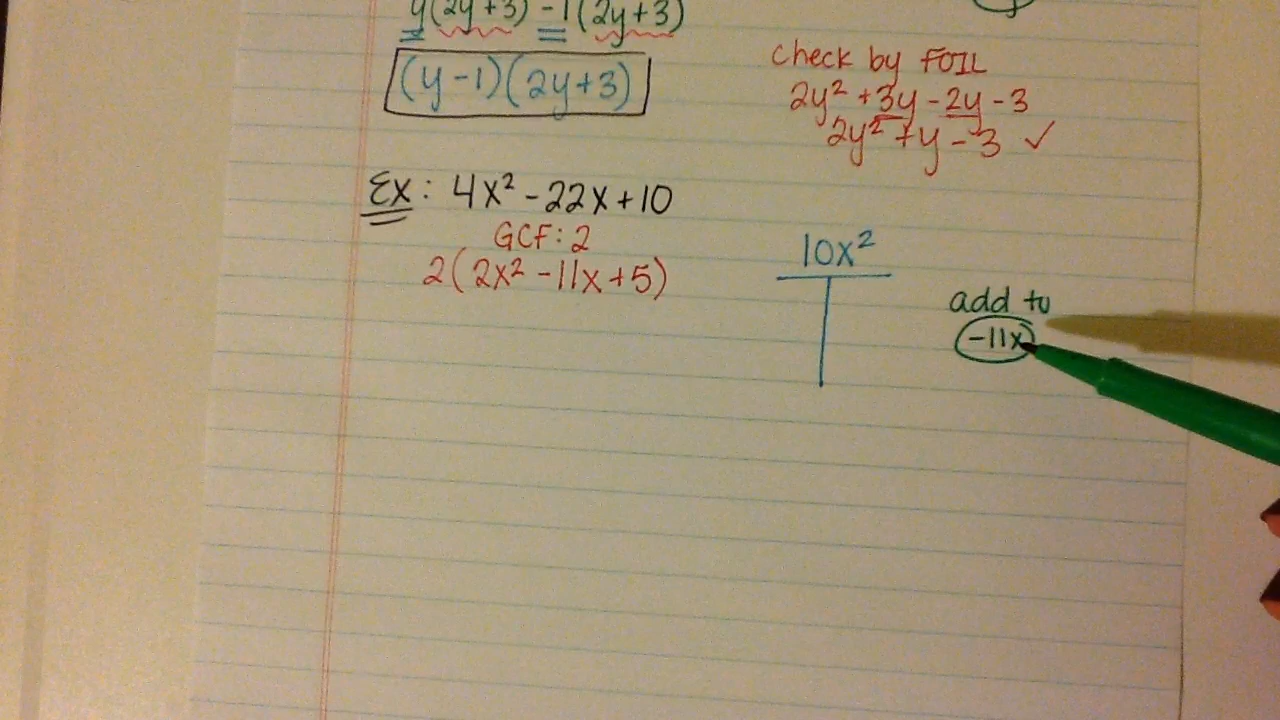 y(2y+3) -1(2y+3)
(y-1)(2y+3)
Check by FOIL
2y² +3y -2y -3
2y² +y -3 ✓
Ex: 4x² -22x+10
GCF: 2
2(2x² -11x+5)
10x²
add to
-11x